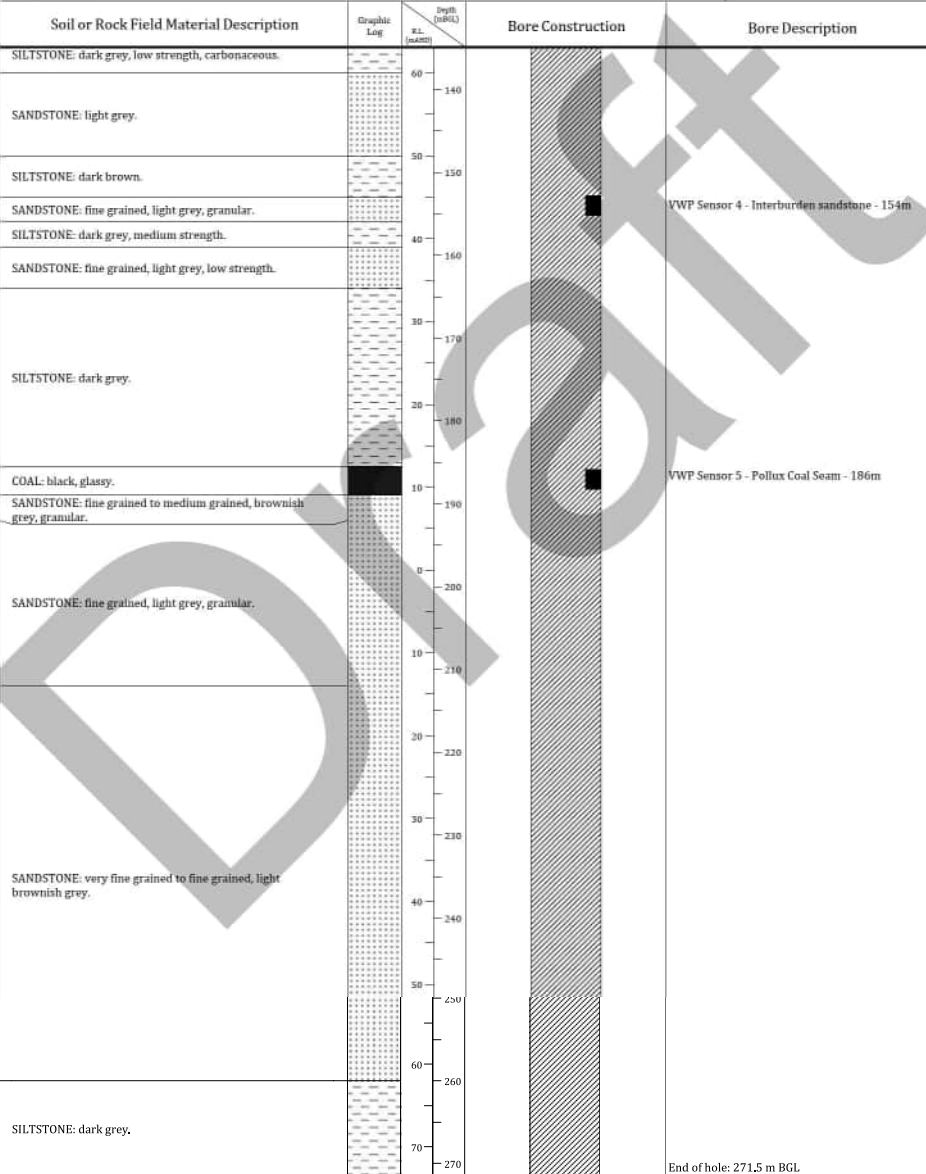 Soil or Rock Field Material Description
Graphic
Log
R.L.
(mAHD)
Depth
(mBGL)
Bore Construction
Bore Description
SILTSTONE: dark grey, low strength, carbonaceous.
60
140
SANDSTONE: light grey.
50
150
SILTSTONE: dark brown.
VWP Sensor 4 - Interburden sandstone - 154m
SANDSTONE: fine grained, light grey, granular.
SILTSTONE: dark grey, medium strength.
40
160
SANDSTONE: fine grained, light grey, low strength.
30
170
SILTSTONE: dark grey.
20
180
VWP Sensor 5 - Pollux Coal Seam - 186m
COAL: black, glassy.
10
190
SANDSTONE: fine grained to medium grained, brownish
grey, granular.
0
200
SANDSTONE: fine grained, light grey, granular.
10
210
20
220
30
230
SANDSTONE: very fine grained to fine grained, light
brownish grey.
40
240
50
250
60
260
SILTSTONE: dark grey.
70
270
End of hole: 271.5 m BGL
Draft